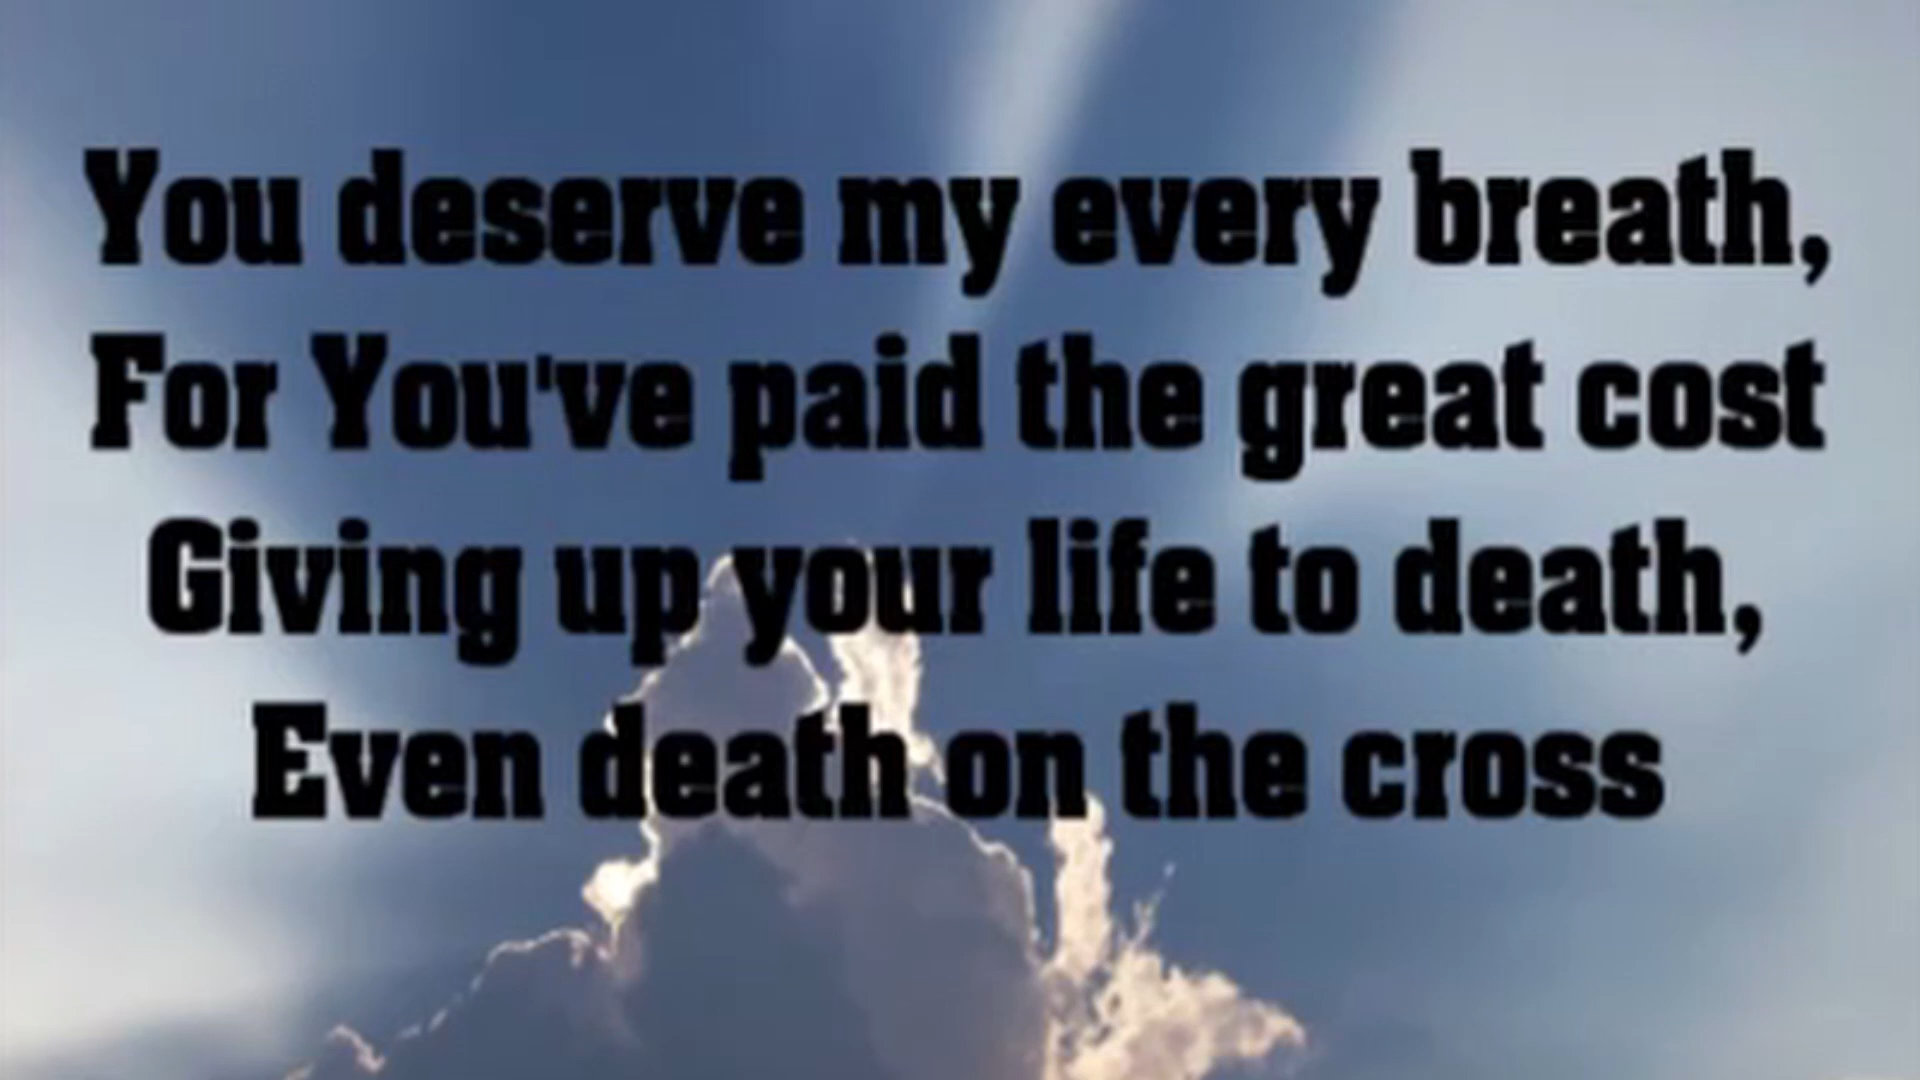 You deserve my every breath,
For You've paid the great cost
Giving up your life to death,
Even death on the cross